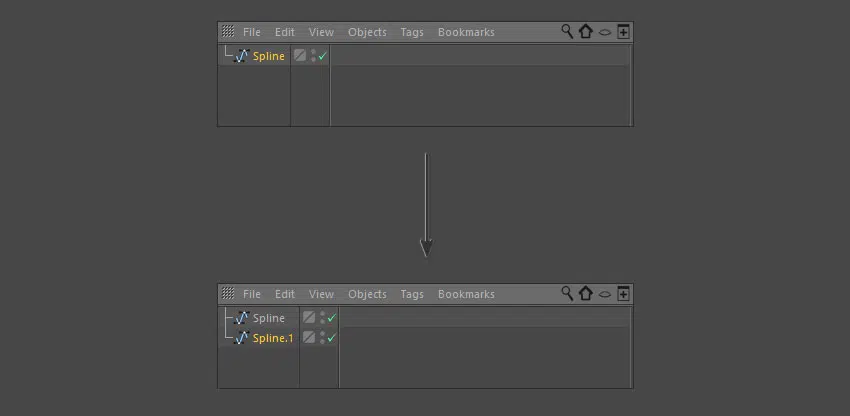 File Edit View Objects Tags Bookmarks
Spline
File Edit View Objects Tags Bookmarks
Spline
Spline.1